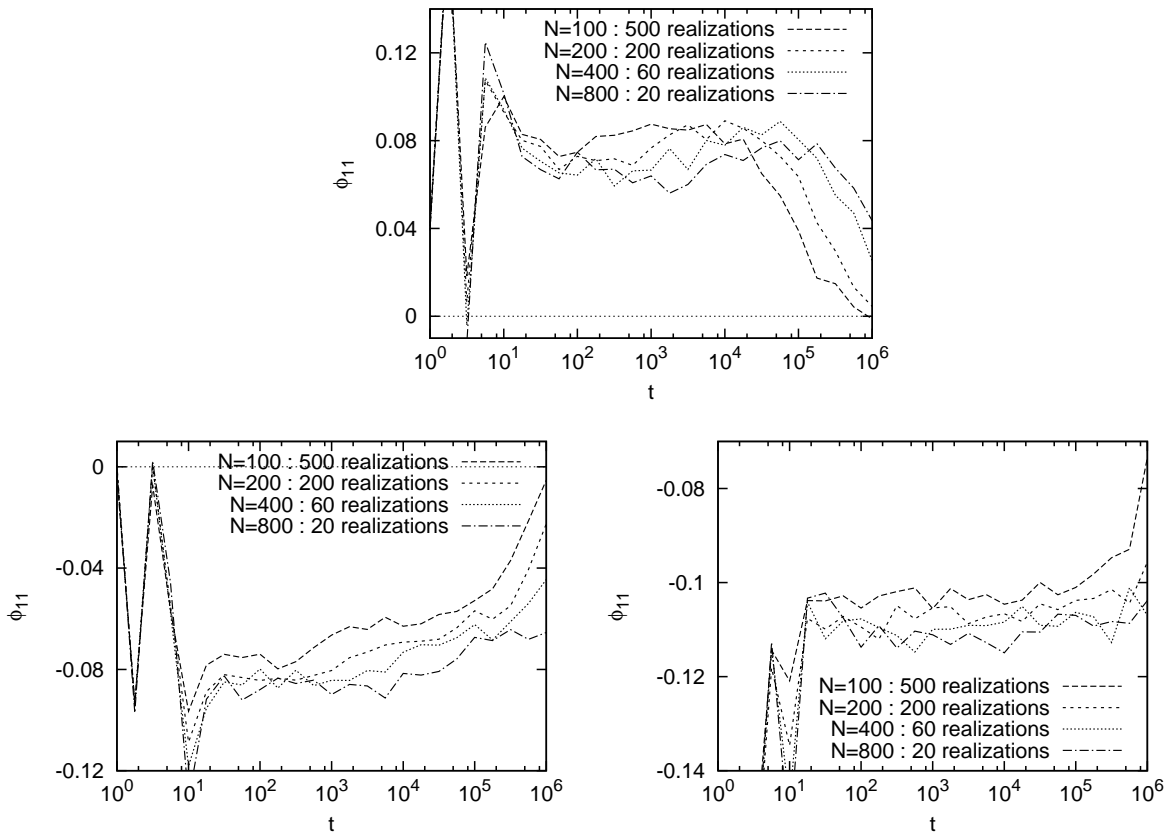 N=100 : 500 realizations
N=200 : 200 realizations
N=400 : 60 realizations
N=800 : 20 realizations
0.12
0.08
0.04
0
ϕ11
10^0 10^1 10^2 10^3 10^4 10^5 10^6
t
N=100 : 500 realizations
N=200 : 200 realizations
N=400 : 60 realizations
N=800 : 20 realizations
0
-0.04
-0.08
-0.12
ϕ11
10^0 10^1 10^2 10^3 10^4 10^5 10^6
t
-0.08
-0.1
-0.12
-0.14
ϕ11
N=100 : 500 realizations
N=200 : 200 realizations
N=400 : 60 realizations
N=800 : 20 realizations
10^0 10^1 10^2 10^3 10^4 10^5 10^6
t